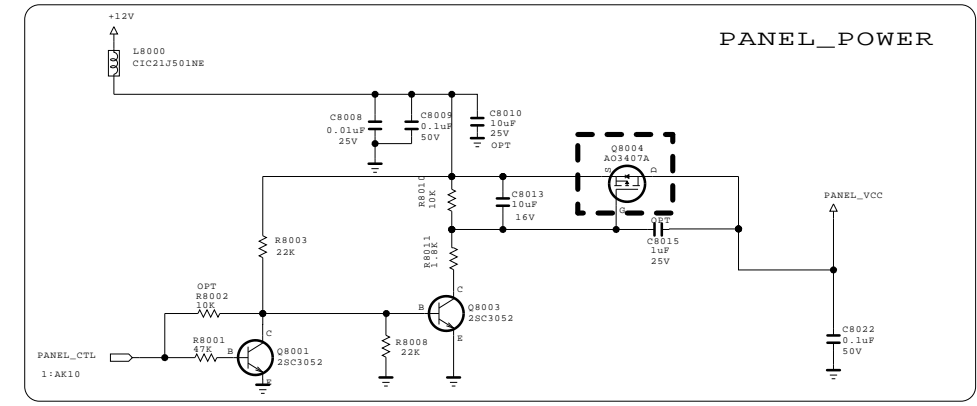 +12V
PANEL_POWER
L8000
CIC21J501NE
C8008
0.01uF
25V
C8009
0.1uF
50V
C8010
10uF
25V
OPT
Q8004
AO3407A
S
D
G
R8010
10K
C8013
10uF
16V
PANEL_VCC
OPT
C8015
1uF
25V
R8003
22K
R8011
1.8K
OPT
R8002
10K
C
B
Q8003
2SC3052
E
R8001
47K
PANEL_CTL
1:AK10
C
B
Q8001
2SC3052
E
R8008
22K
C8022
0.1uF
50V